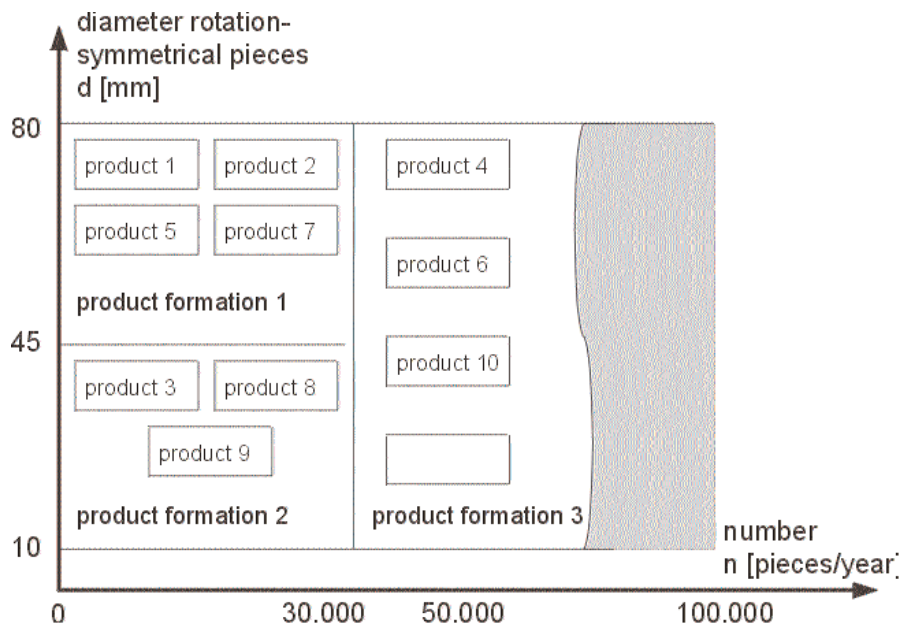 diameter rotation-
symmetrical pieces
d [mm]
80
product 1
product 2
product 4
product 5
product 7
product 6
product formation 1
45
product 3
product 8
product 10
product 9
product formation 2
product formation 3
10
number
n [pieces/year]
0
30.000
50.000
100.000